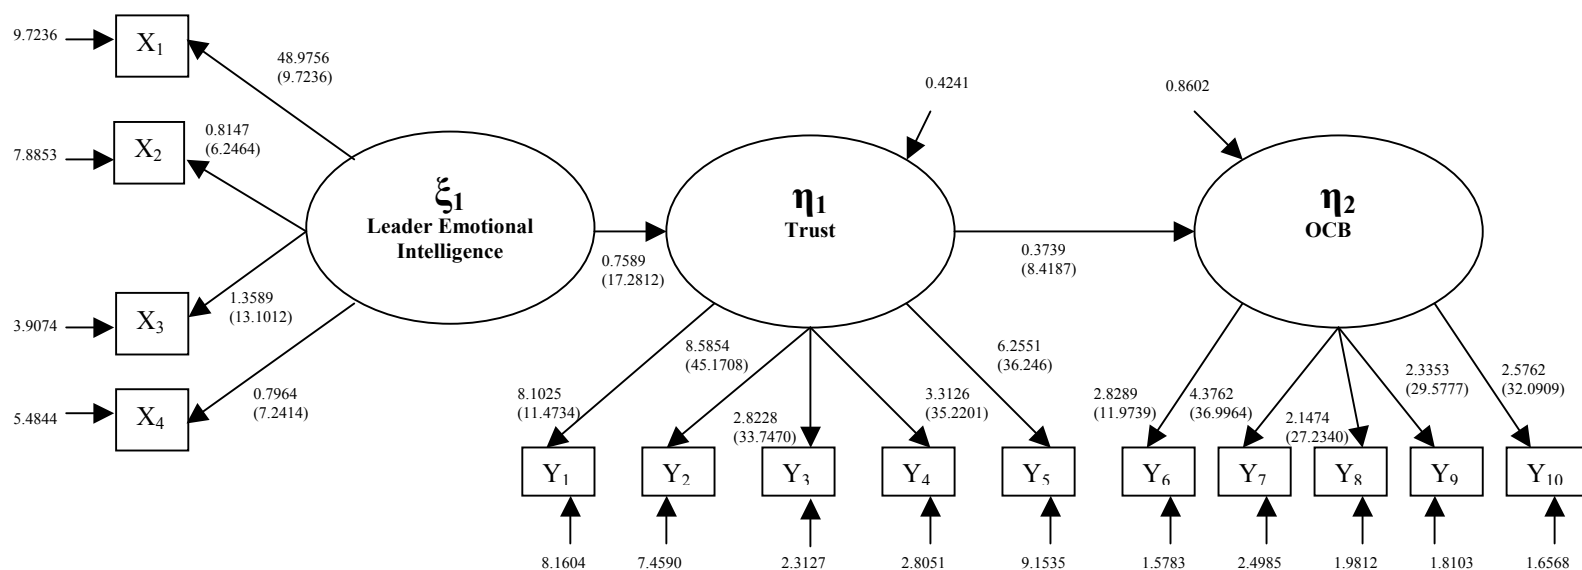 9.7236
X1
48.9756
(9.7236)
7.8853
X2
0.8147
(6.2464)
3.9074
X3
1.3589
(13.1012)
5.4844
X4
0.7964
(7.2414)
ξ1
Leader Emotional
Intelligence
0.7589
(17.2812)
0.4241
η1
Trust
0.3739
(8.4187)
0.8602
η2
OCB
8.1025
(11.4734)
8.5854
(45.1708)
2.8228
(33.7470)
3.3126
(35.2201)
6.2551
(36.246)
2.8289
(11.9739)
4.3762
(36.9964)
2.1474
(27.2340)
2.3353
(29.5777)
2.5762
(32.0909)
Y1
Y2
Y3
Y4
Y5
Y6
Y7
Y8
Y9
Y10
8.1604
7.4590
2.3127
2.8051
9.1535
1.5783
2.4985
1.9812
1.8103
1.6568